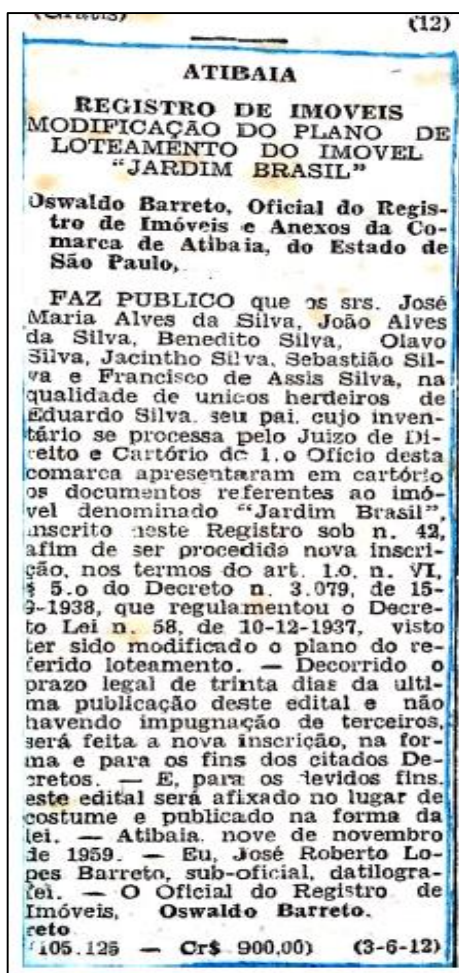 (Gratis)
(12)
ATIBAIA
REGISTRO DE IMOVEIS
MODIFICAÇÃO DO PLANO DE
LOTEAMENTO DO IMOVEL
"JARDIM BRASIL"
Oswaldo Barreto, Oficial do Regis-
tro de Imóveis e Anexos da Co-
marca de Atibaia, do Estado de
São Paulo,
FAZ PUBLICO que os srs. José
Maria Alves da Silva, João Alves
da Silva, Benedito Silva, Olavo
Silva, Jacintho Silva, Sebastião Sil-
va e Francisco de Assis Silva, na
qualidade de unicos herdeiros de
Eduardo Silva, seu pai, cujo inven-
tário se processa pelo Juizo de Di-
reito e Cartório do 1.o Ofício desta
comarca apresentaram em cartório
os documentos referentes ao imó-
vel denominado "Jardim Brasil",
inscrito neste Registro sob n. 42,
afim de ser procedida nova inscri-
ção, nos termos do art. 1.o, n. VI,
§ 5.o do Decreto n. 3.079, de 15-
9-1938, que regulamentou o Decre-
to Lei n. 58, de 10-12-1937, visto
ter sido modificado o plano do re-
ferido loteamento. — Decorrido o
prazo legal de trinta dias da ulti-
ma publicação deste edital e não
havendo impugnação de terceiros,
será feita a nova inscrição, na for-
ma e para os fins dos citados De-
cretos. — E, para os devidos fins,
este edital será afixado no lugar de
costume e publicado na forma da
lei. — Atibaia, nove de novembro
de 1959. — Eu, José Roberto Lo-
pes Barreto, sub-oficial, datilogra-
fei. — O Oficial do Registro de
Imóveis, Oswaldo Barreto.
reto
(105.125 — Cr$ 900,00) (3-6-12)